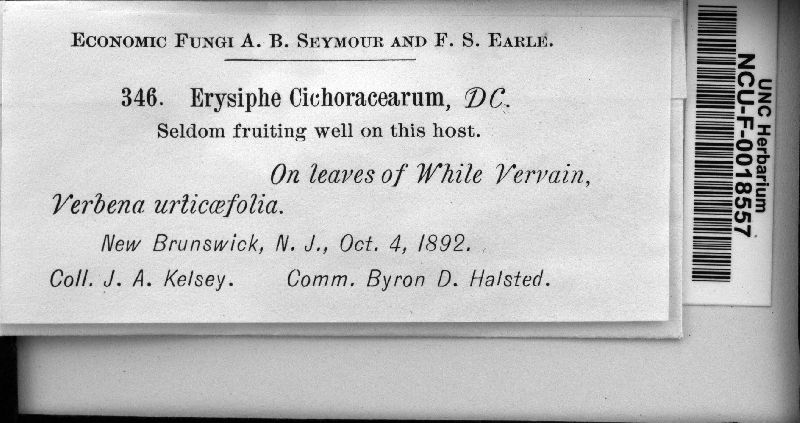 Economic Fungi A. B. Seymour and F. S. Earle.
346. Erysiphe Cichoracearum, DC.
Seldom fruiting well on this host.
On leaves of While Vervain,
Verbena urticæfolia.
New Brunswick, N. J., Oct. 4, 1892.
Coll. J. A. Kelsey. Comm. Byron D. Halsted.
UNC Herbarium
NCU-F-0018557